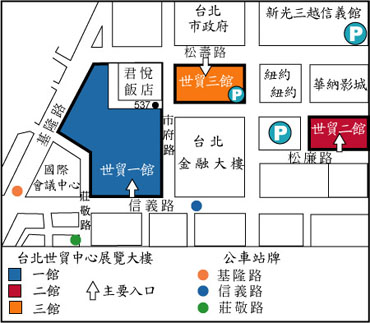 台北
市政府
新光三越信義館
P
松壽路
君悅
飯店
世貿三館
P
紐約
紐約
華納影城
537
基隆路
市府路
台北
金融大樓
P
世貿二館
松廉路
世貿一館
國際
會議中心
莊敬路
信義路
台北世貿中心展覽大樓
一館
二館
三館
主要入口
公車站牌
基隆路
信義路
莊敬路